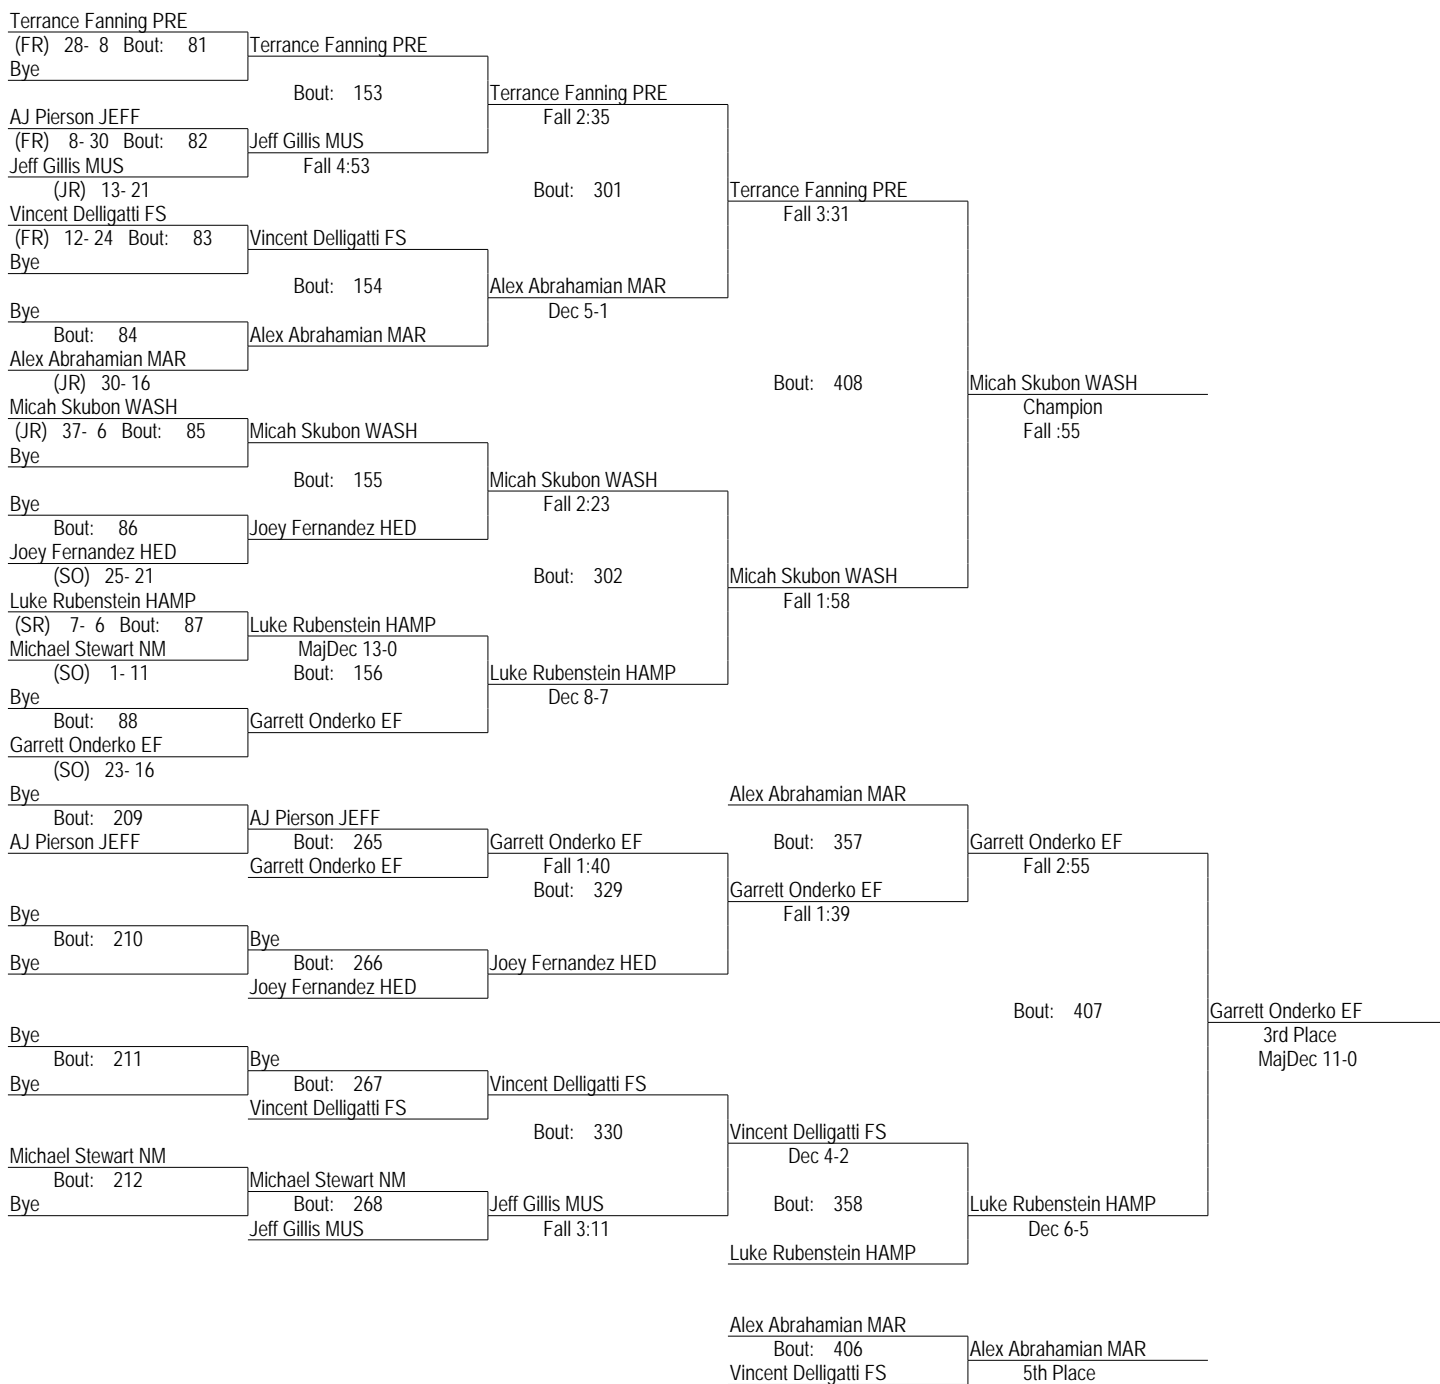 Terrance Fanning PRE
(FR) 28- 8 Bout: 81
Bye
Terrance Fanning PRE
Bout: 153
AJ Pierson JEFF
(FR) 8- 30 Bout: 82
Jeff Gillis MUS
(JR) 13- 21
Jeff Gillis MUS
Fall 4:53
Terrance Fanning PRE
Fall 2:35
Bout: 301
Vincent Delligatti FS
(FR) 12- 24 Bout: 83
Bye
Vincent Delligatti FS
Bout: 154
Bye
Bout: 84
Alex Abrahamian MAR
(JR) 30- 16
Alex Abrahamian MAR
Alex Abrahamian MAR
Dec 5-1
Terrance Fanning PRE
Fall 3:31
Bout: 408
Micah Skubon WASH
(JR) 37- 6 Bout: 85
Bye
Micah Skubon WASH
Bout: 155
Bye
Bout: 86
Joey Fernandez HED
(SO) 25- 21
Joey Fernandez HED
Micah Skubon WASH
Fall 2:23
Bout: 302
Luke Rubenstein HAMP
(SR) 7- 6 Bout: 87
Michael Stewart NM
(SO) 1- 11
Luke Rubenstein HAMP
MajDec 13-0
Bout: 156
Bye
Bout: 88
Garrett Onderko EF
(SO) 23- 16
Garrett Onderko EF
Luke Rubenstein HAMP
Dec 8-7
Micah Skubon WASH
Fall 1:58
Micah Skubon WASH
Champion
Fall :55
Bye
Bout: 209
AJ Pierson JEFF
AJ Pierson JEFF
Bout: 265
Garrett Onderko EF
Garrett Onderko EF
Fall 1:40
Bout: 329
Bye
Bout: 210
Bye
Bye
Bout: 266
Joey Fernandez HED
Joey Fernandez HED
Alex Abrahamian MAR
Bout: 357
Garrett Onderko EF
Fall 1:39
Garrett Onderko EF
Fall 2:55
Bout: 407
Bye
Bout: 211
Bye
Bye
Bout: 267
Vincent Delligatti FS
Vincent Delligatti FS
Bout: 330
Michael Stewart NM
Bout: 212
Bye
Michael Stewart NM
Bout: 268
Jeff Gillis MUS
Jeff Gillis MUS
Fall 3:11
Vincent Delligatti FS
Dec 4-2
Bout: 358
Luke Rubenstein HAMP
Luke Rubenstein HAMP
Dec 6-5
Garrett Onderko EF
3rd Place
MajDec 11-0
Alex Abrahamian MAR
Bout: 406
Vincent Delligatti FS
Alex Abrahamian MAR
5th Place